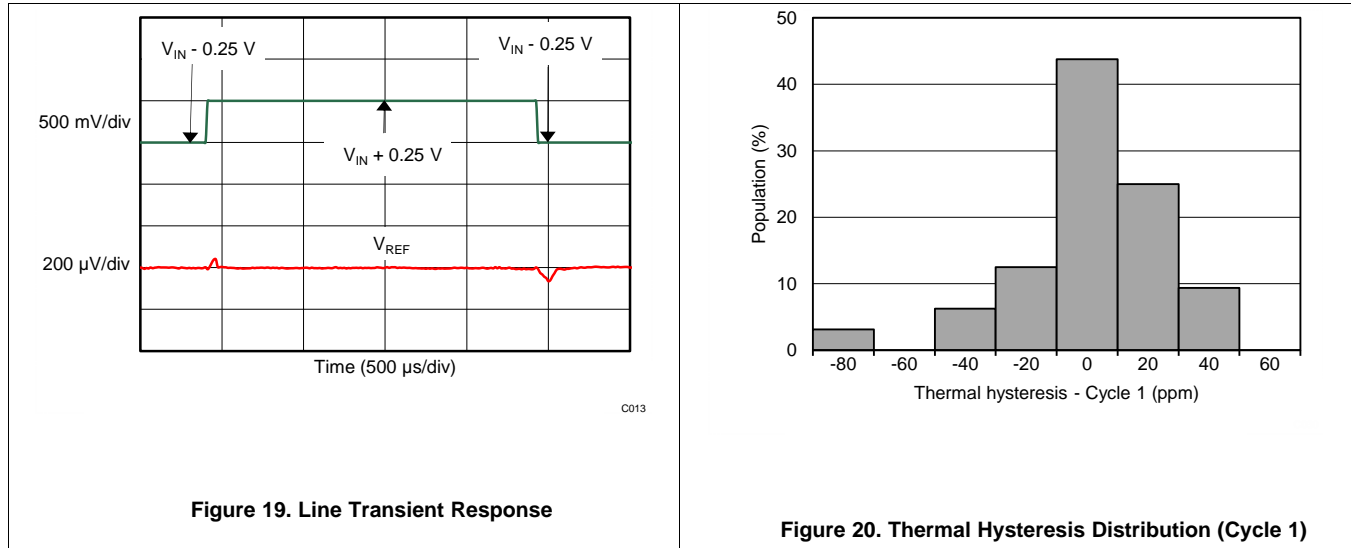 V_IN - 0.25 V
V_IN - 0.25 V
500 mV/div
V_IN + 0.25 V
V_REF
200 µV/div
Time (500 µs/div)
C013
Figure 19. Line Transient Response
50
40
30
20
10
0
Population (%)
-80 -60 -40 -20 0 20 40 60
Thermal hysteresis - Cycle 1 (ppm)
Figure 20. Thermal Hysteresis Distribution (Cycle 1)